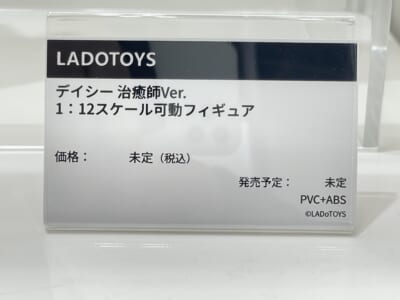 LADOTOYS
デイシー 治癒師Ver.
1：12スケール可動フィギュア
価格： 未定（税込）
発売予定： 未定
PVC+ABS
©LADoTOYS